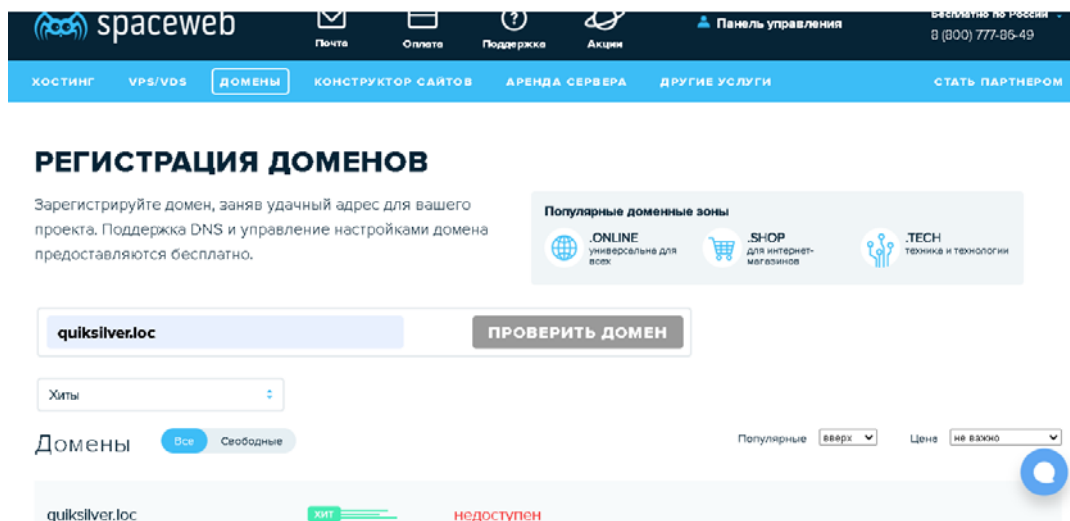 spaceweb
Почта
Оплата
Поддержка
Акции
Панель управления
Бесплатно по России
8 (800) 777-86-49
ХОСТИНГ VPS/VDS ДОМЕНЫ КОНСТРУКТОР САЙТОВ АРЕНДА СЕРВЕРА ДРУГИЕ УСЛУГИ СТАТЬ ПАРТНЕРОМ
РЕГИСТРАЦИЯ ДОМЕНОВ
Зарегистрируйте домен, заняв удачный адрес для вашего
проекта. Поддержка DNS и управление настройками домена
предоставляются бесплатно.
Популярные доменные зоны
.ONLINE
универсально для
всех
.SHOP
для интернет-
магазинов
.TECH
техника и технологии
quiksilver.loc
ПРОВЕРИТЬ ДОМЕН
Хиты
Домены Все Свободные Популярные вверх Цена не важно
quiksilver.loc ХИТ недоступен